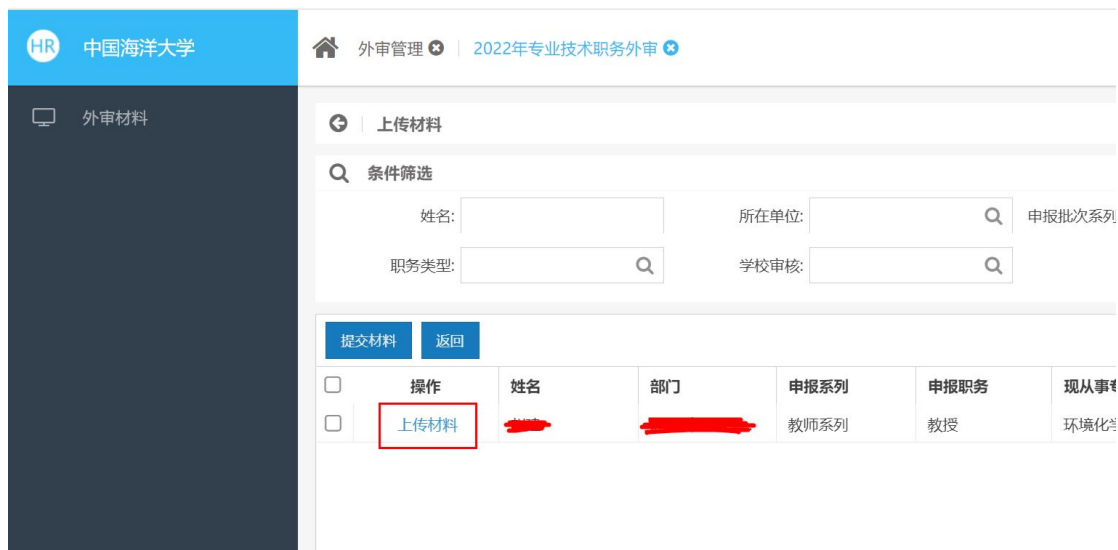 HR 中国海洋大学
外审管理 2022年专业技术职务外审
外审材料
上传材料
条件筛选
姓名: 所在单位: 申报批次系列
职务类型: 学校审核:
提交材料 返回
操作 姓名 部门 申报系列 申报职务 现从事
上传材料 教师系列 教授 环境化